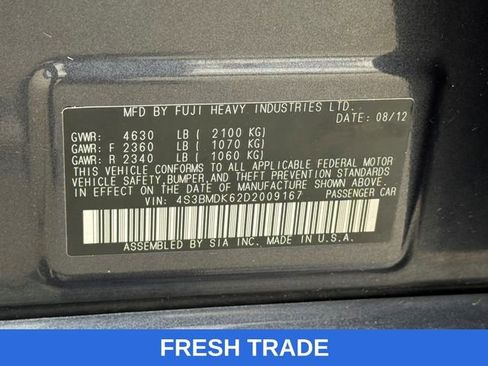 MFD BY FUJI HEAVY INDUSTRIES LTD.
DATE: 08/12
GVWR: 4630 LB ( 2100 KG)
GAWR: F 2360 LB ( 1070 KG)
GAWR: R 2340 LB ( 1060 KG)
THIS VEHICLE CONFORMS TO ALL APPLICABLE FEDERAL MOTOR
VEHICLE SAFETY, BUMPER, AND THEFT PREVENTION STANDARDS
IN EFFECT ON THE DATE OF MANUFACTURE SHOWN ABOVE.
VIN: 4S3BMDK62D2009167 PASSENGER CAR
ASSEMBLED BY SIA INC. MADE IN U.S.A.
FRESH TRADE